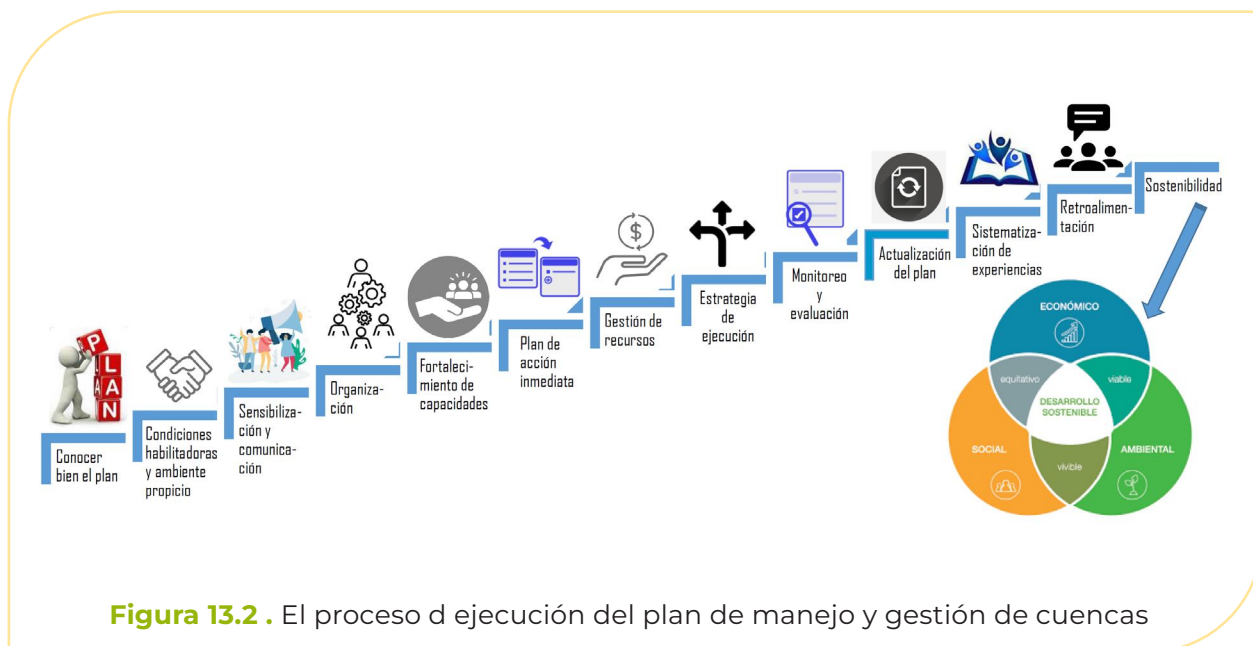 PLAN
Conocer
bien el plan
Condiciones
habilitadoras
y ambiente
propicio
Sensibiliza-
ción y
comunica-
ción
Organiza-
ción
Fortaleci-
miento de
capacidades
Plan de
acción
inmediata
$
Gestión de
recursos
Estrategia
de
ejecución
Monitoreo
y
evaluación
Actualización
del plan
Sistematiza-
ción de
experiencias
Retroalimen-
tación
Sostenibilidad
ECONÓMICO
equitativo
viable
DESARROLLO
SOSTENIBLE
SOCIAL
AMBIENTAL
vivible
Figura 13.2 . El proceso d ejecución del plan de manejo y gestión de cuencas